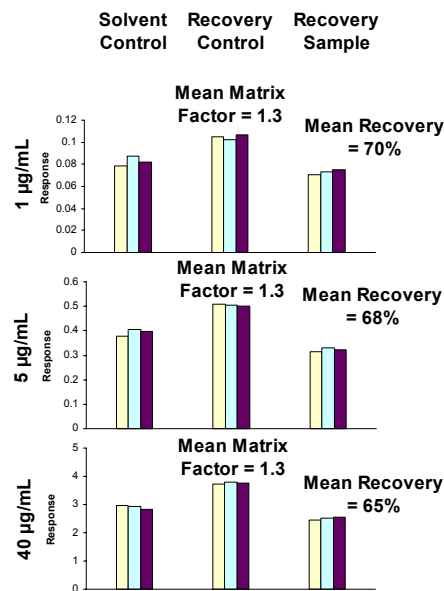 Solvent Control
Recovery Control
Recovery Sample
Mean Matrix
Factor = 1.3
Mean Recovery
= 70%
1 µg/mL
Response
0.12
0.1
0.08
0.06
0.04
0.02
0
Mean Matrix
Factor = 1.3
Mean Recovery
= 68%
5 µg/mL
Response
0.6
0.5
0.4
0.3
0.2
0.1
0
Mean Matrix
Factor = 1.3
Mean Recovery
= 65%
40 µg/mL
Response
5
4
3
2
1
0